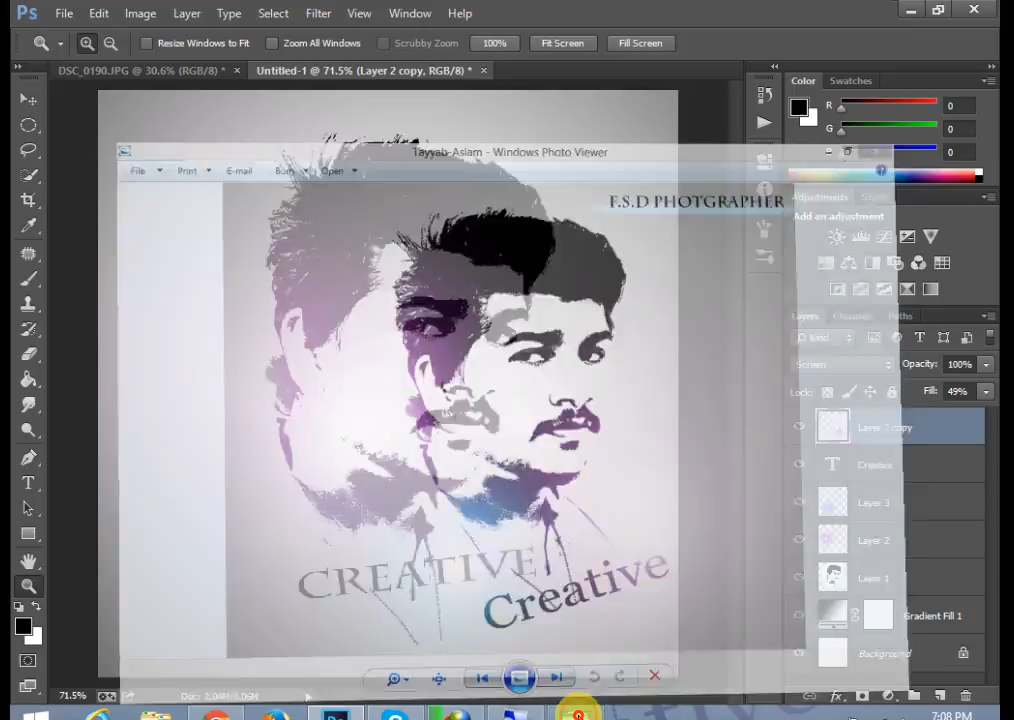 Ps File Edit Image Layer Type Select Filter View Window Help
Resize Windows to Fit Zoom All Windows Scrubby Zoom 100% Fit Screen Fill Screen
DSC_0190.JPG @ 30.6% (RGB/8) * × Untitled-1 @ 71.5% (Layer 2 copy, RGB/8) * ×
Color Swatches
R 0
G 0
0
Tayyab-Aslam - Windows Photo Viewer
File Print E-mail Burn Open
F.S.D PHOTGRAPHER
Adjustments
Add an adjustment
Layers Channels Paths
Kind
Screen Opacity: 100%
Lock: Fill: 49%
Layer 2 copy
T Creative
Layer 3
Layer 2
Layer 1
Gradient Fill 1
Background
CREATIVE
Creative
71.5% Doc: 2.04M/6.06M
Creative
7:08 PM